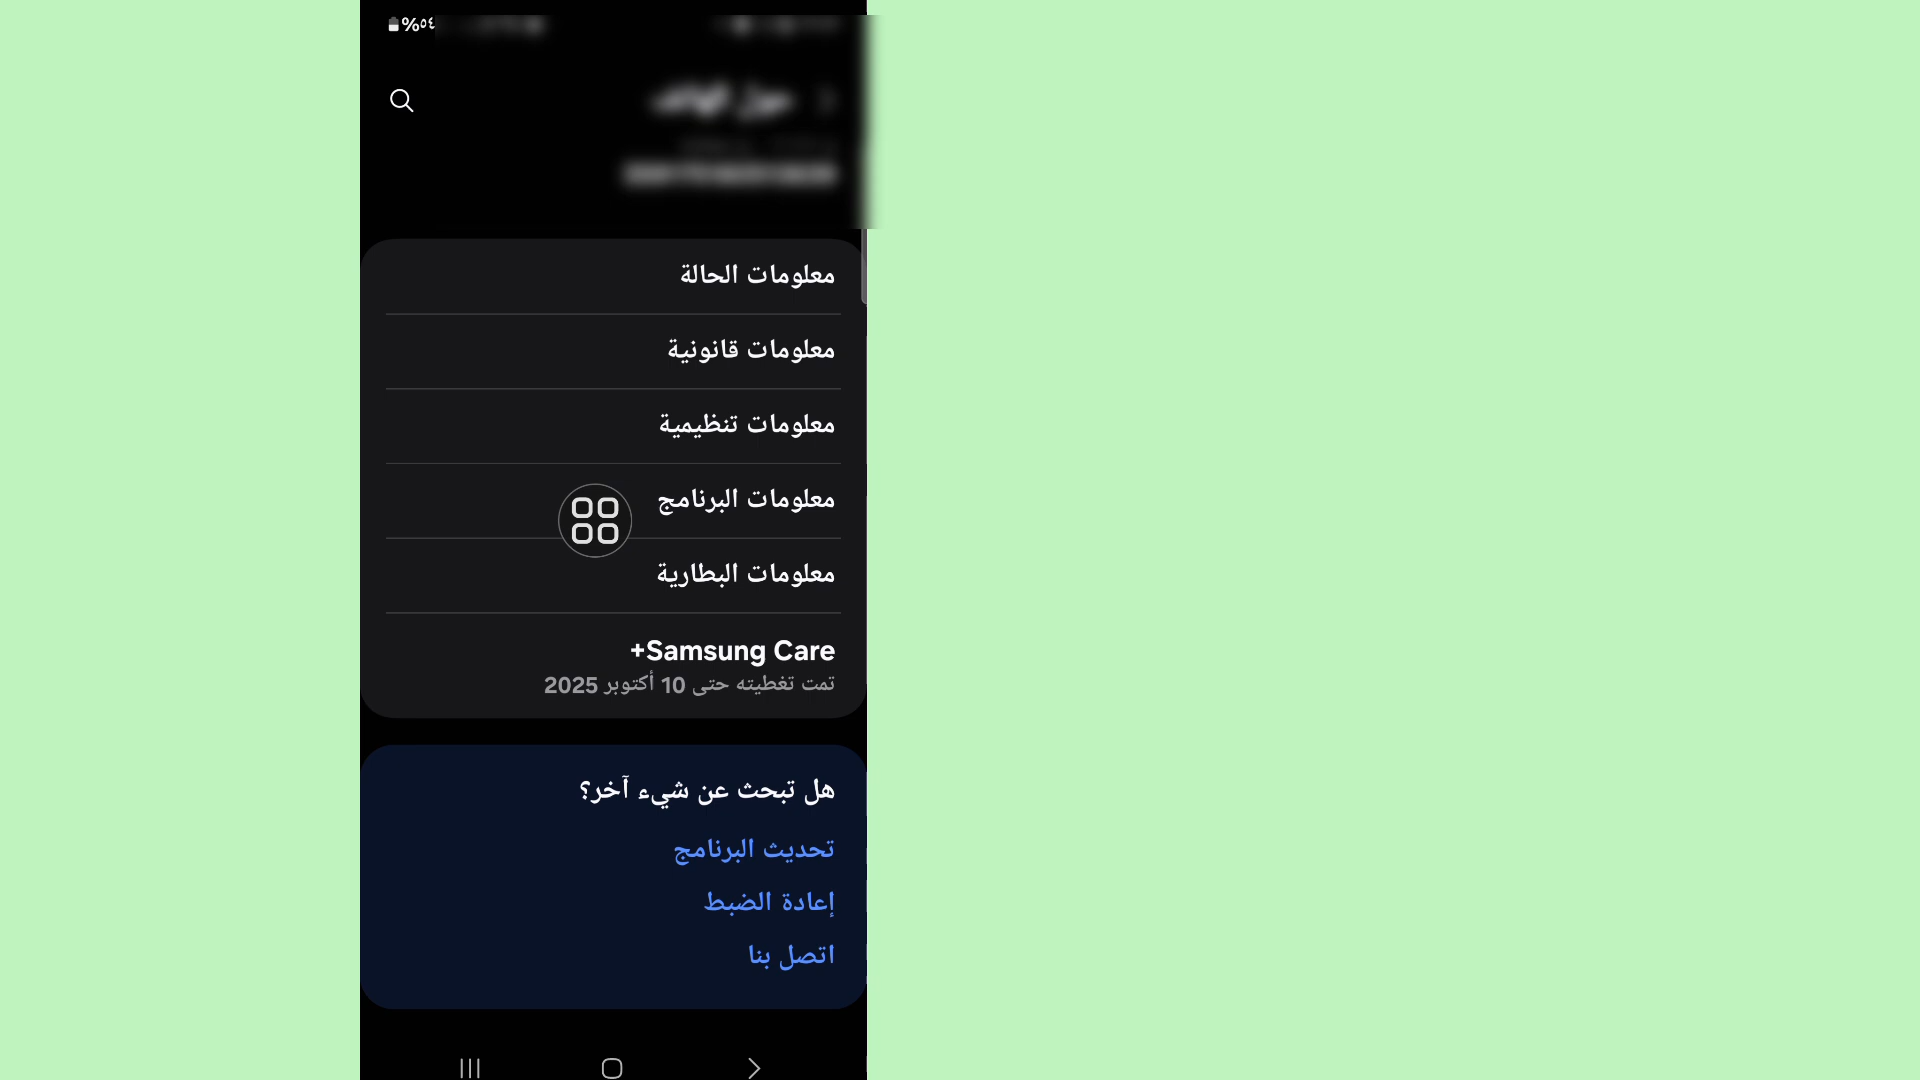 %٥٤
معلومات الحالة
معلومات قانونية
معلومات تنظيمية
معلومات البرنامج
معلومات البطارية
Samsung Care+
تمت تغطيته حتى 10 أكتوبر 2025
هل تبحث عن شيء آخر؟
تحديث البرنامج
إعادة الضبط
اتصل بنا